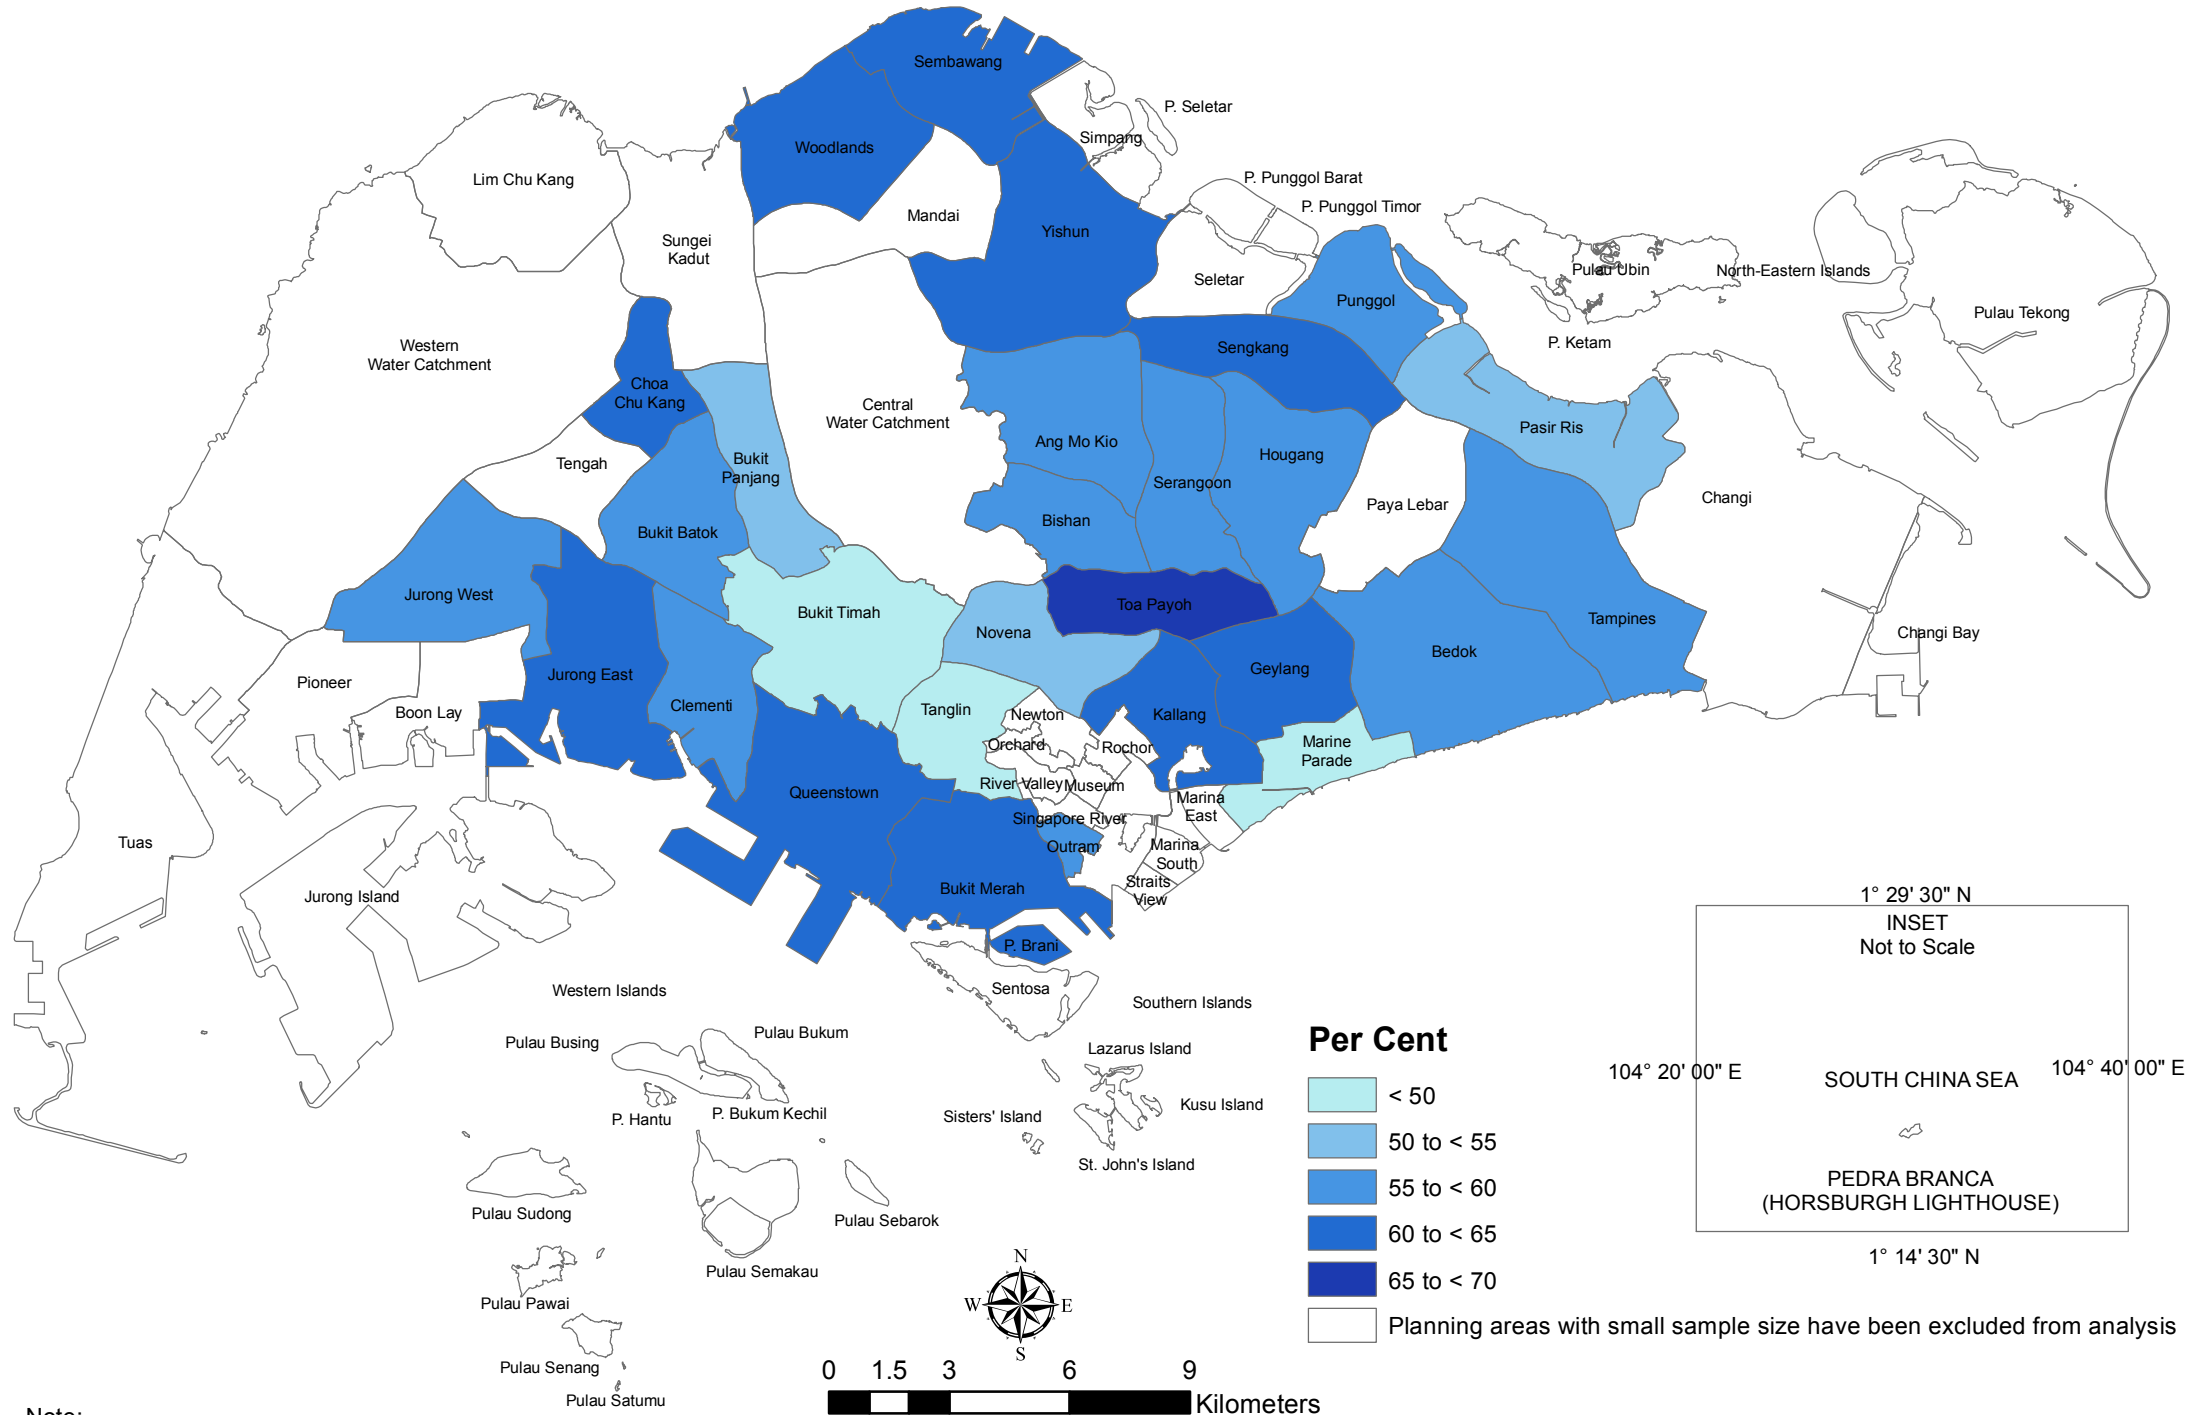 Sembawang
P. Seletar
Simpang
Woodlands
Lim Chu Kang
P. Punggol Barat
P. Punggol Timor
Mandai
Yishun
Sungei
Kadut
Seletar
Pulau Ubin
North-Eastern Islands
Punggol
Pulau Tekong
P. Ketam
Western
Water Catchment
Sengkang
Choa
Chu Kang
Central
Water Catchment
Pasir Ris
Ang Mo Kio
Hougang
Bukit
Panjang
Tengah
Serangoon
Changi
Paya Lebar
Bishan
Bukit Batok
Jurong West
Toa Payoh
Bukit Timah
Tampines
Novena
Changi Bay
Bedok
Geylang
Jurong East
Pioneer
Clementi
Tanglin
Boon Lay
Newton
Kallang
Orchard
Rochor
Marine
Parade
River Valley
Museum
Queenstown
Marina
East
Singapore River
Tuas
Outram
Marina
South
Straits
View
Bukit Merah
Jurong Island
P. Brani
Sentosa
Western Islands
Southern Islands
Pulau Bukum
Pulau Busing
Lazarus Island
P. Hantu
P. Bukum Kechil
Sisters' Island
Kusu Island
St. John's Island
Pulau Sudong
Pulau Sebarok
Pulau Semakau
Pulau Pawai
Pulau Senang
Pulau Satumu
1° 29' 30" N
INSET
Not to Scale
104° 20' 00" E
104° 40' 00" E
SOUTH CHINA SEA
PEDRA BRANCA
(HORSBURGH LIGHTHOUSE)
1° 14' 30" N
Per Cent
< 50
50 to < 55
55 to < 60
60 to < 65
65 to < 70
Planning areas with small sample size have been excluded from analysis
N
W
E
S
0 1.5 3 6 9
Kilometers
Note: